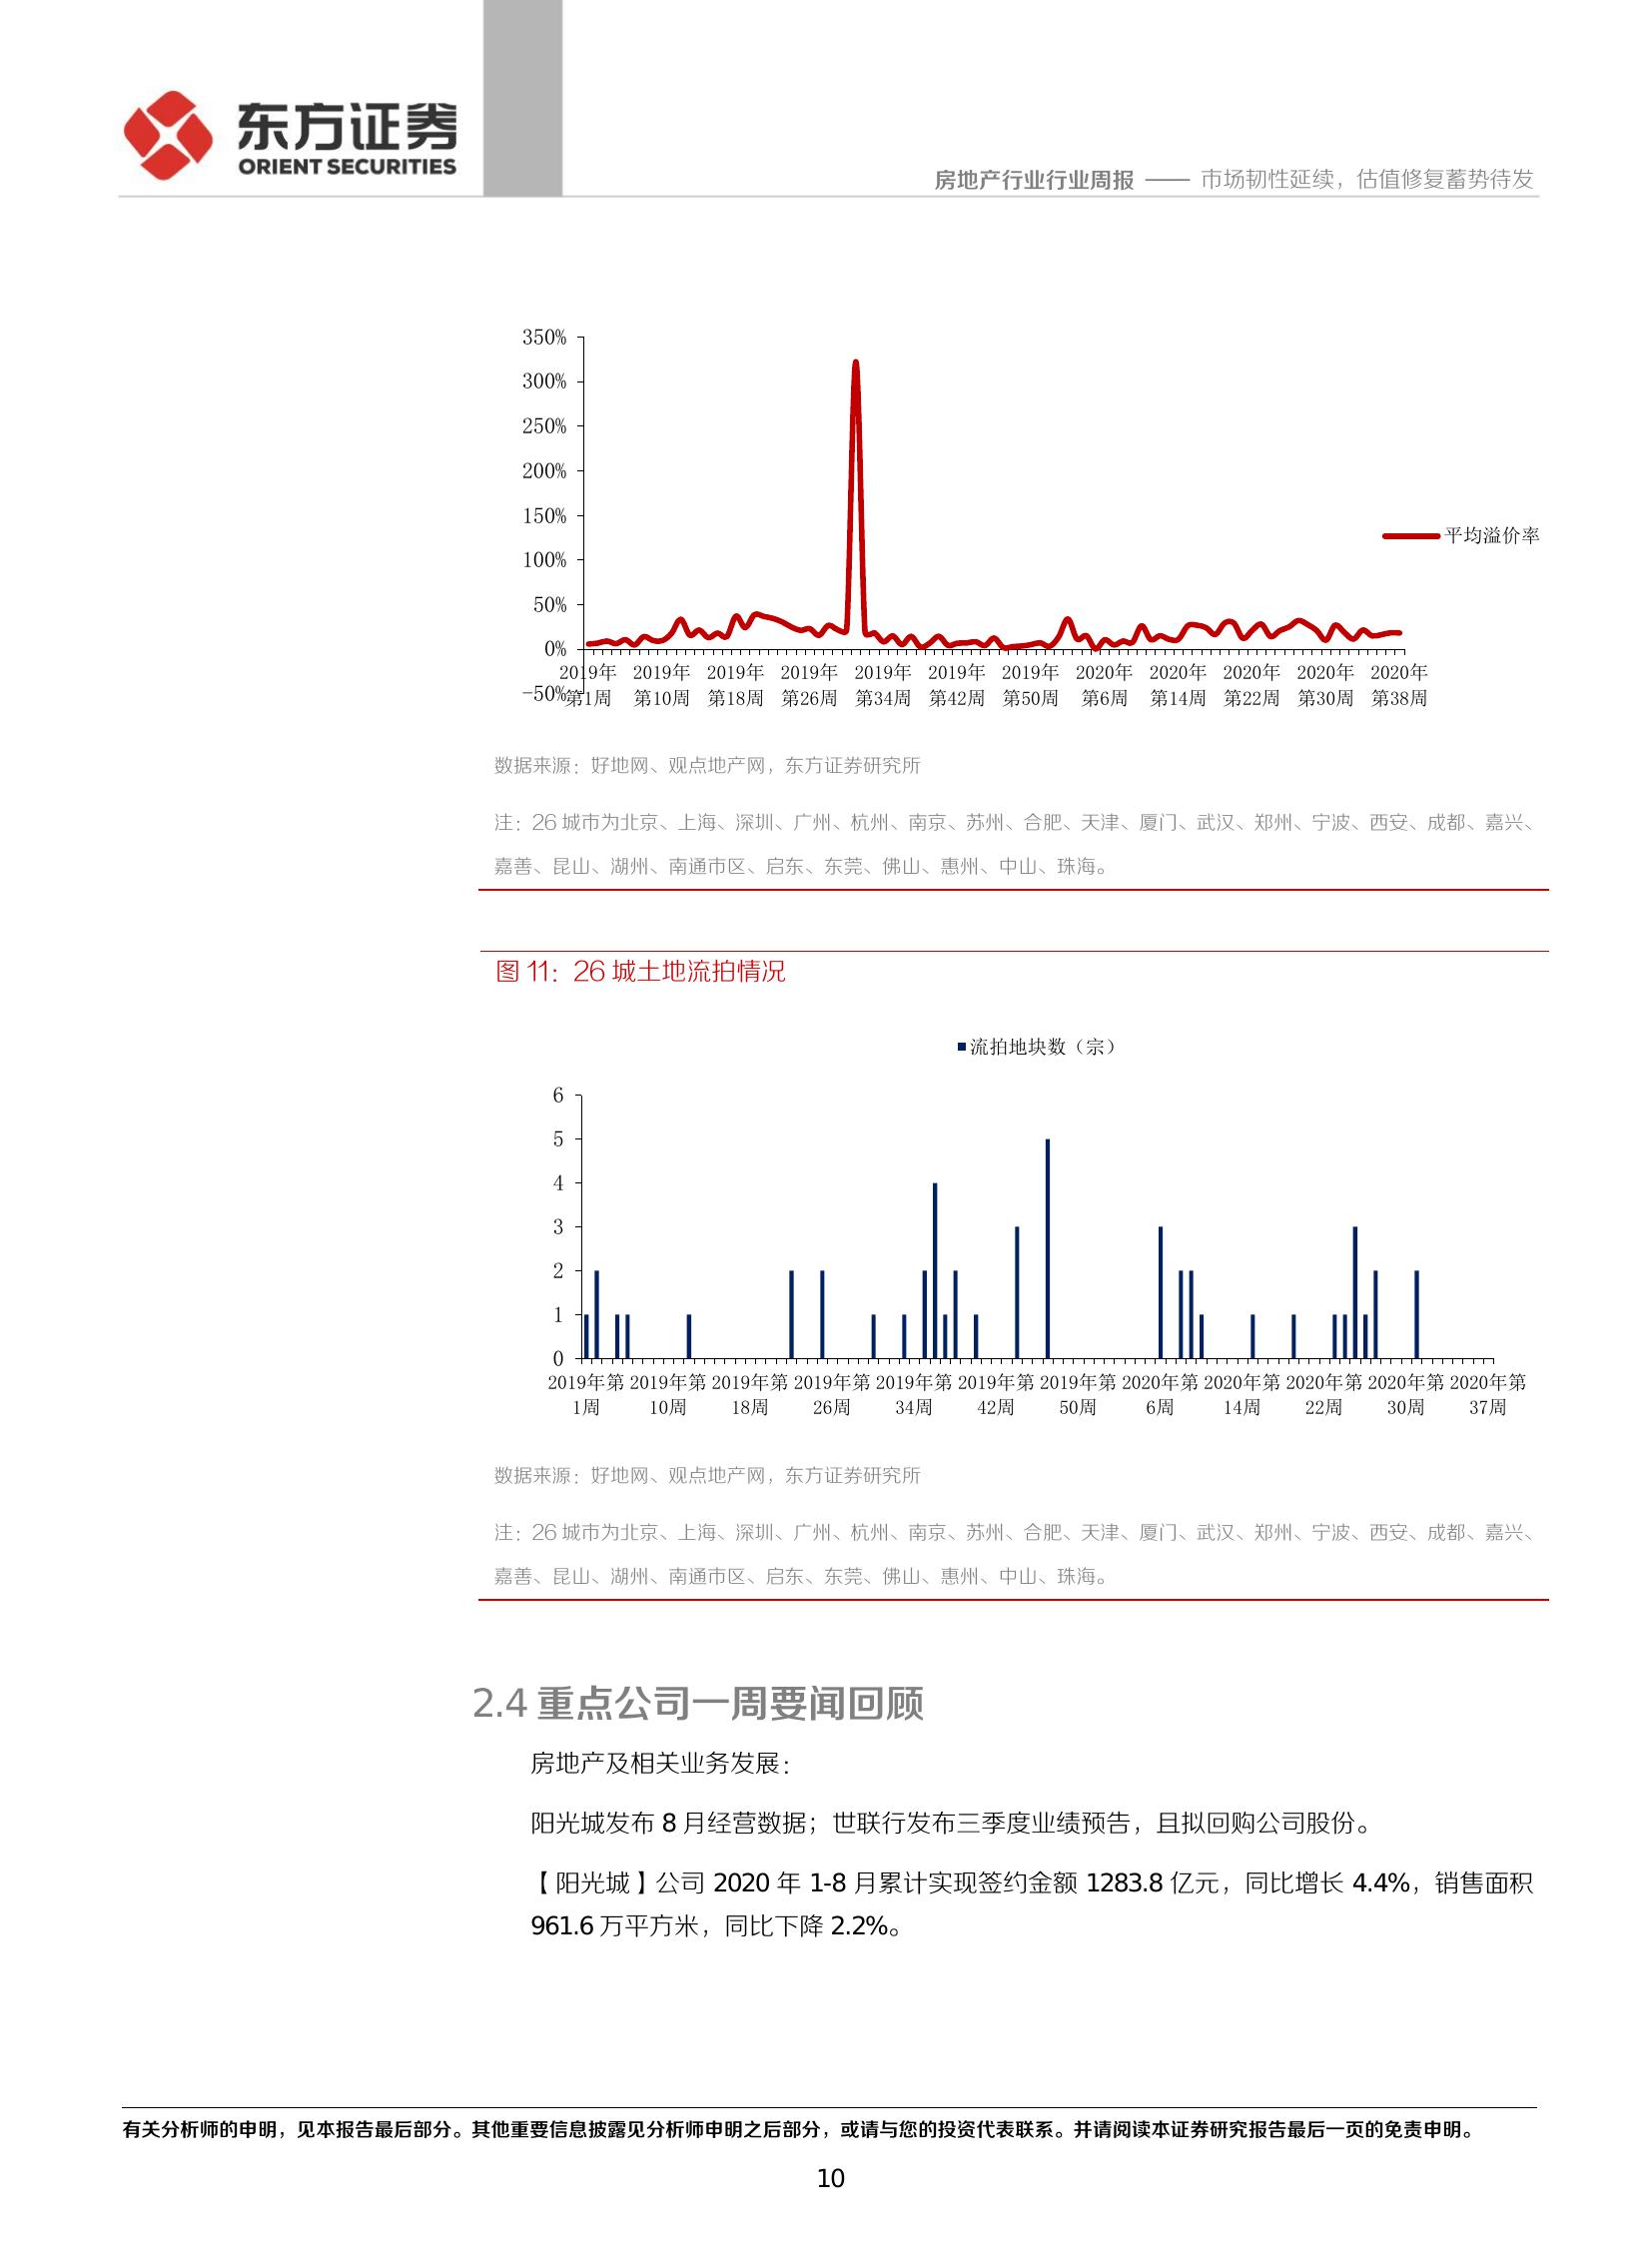 东方证券
ORIENT SECURITIES
房地产行业行业周报 —— 市场韧性延续，估值修复蓄势待发
350%
300%
250%
200%
150%
100%
50%
0%
-50%
平均溢价率
2019年 2019年 2019年 2019年 2019年 2019年 2019年 2020年 2020年 2020年 2020年 2020年
第1周 第10周 第18周 第26周 第34周 第42周 第50周 第6周 第14周 第22周 第30周 第38周
数据来源：好地网、观点地产网，东方证券研究所
注：26 城市为北京、上海、深圳、广州、杭州、南京、苏州、合肥、天津、厦门、武汉、郑州、宁波、西安、成都、嘉兴、
嘉善、昆山、湖州、南通市区、启东、东莞、佛山、惠州、中山、珠海。
图 11：26 城土地流拍情况
流拍地块数（宗）
6
5
4
3
2
1
0
2019年第 2019年第 2019年第 2019年第 2019年第 2019年第 2019年第 2020年第 2020年第 2020年第 2020年第 2020年第
1周 10周 18周 26周 34周 42周 50周 6周 14周 22周 30周 37周
数据来源：好地网、观点地产网，东方证券研究所
注：26 城市为北京、上海、深圳、广州、杭州、南京、苏州、合肥、天津、厦门、武汉、郑州、宁波、西安、成都、嘉兴、
嘉善、昆山、湖州、南通市区、启东、东莞、佛山、惠州、中山、珠海。
2.4 重点公司一周要闻回顾
房地产及相关业务发展：
阳光城发布 8 月经营数据；世联行发布三季度业绩预告，且拟回购公司股份。
【阳光城】公司 2020 年 1-8 月累计实现签约金额 1283.8 亿元，同比增长 4.4%，销售面积
961.6 万平方米，同比下降 2.2%。
有关分析师的申明，见本报告最后部分。其他重要信息披露见分析师申明之后部分，或请与您的投资代表联系。并请阅读本证券研究报告最后一页的免责申明。
10